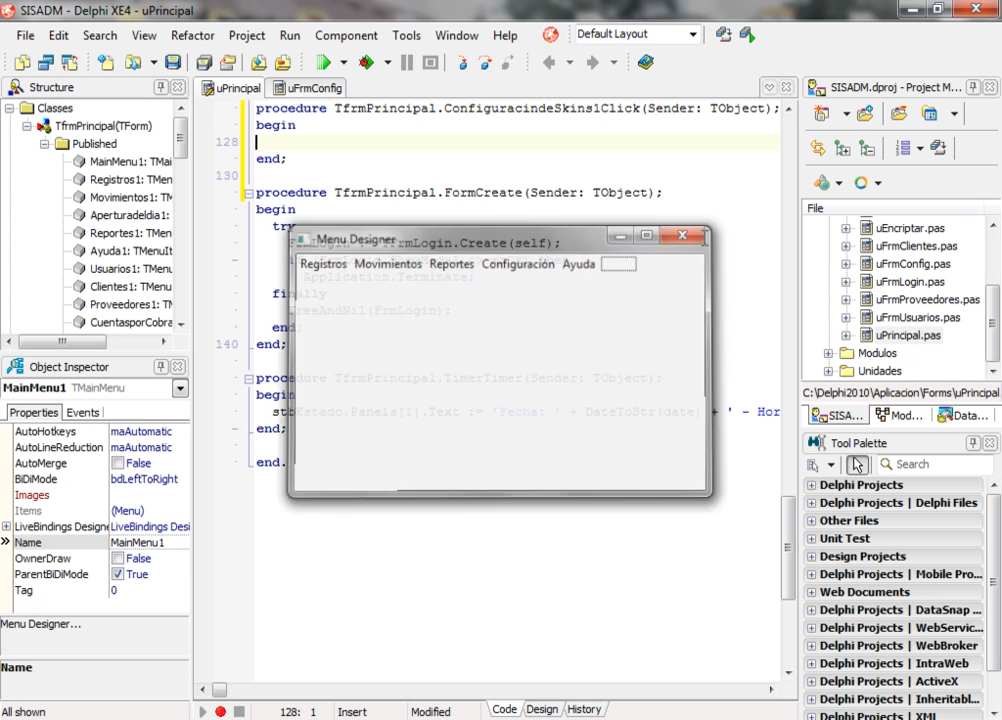 SISADM - Delphi XE4 - uPrincipal
File Edit Search View Refactor Project Run Component Tools Window Help
Default Layout
Structure
Classes
TfrmPrincipal(TForm)
Published
MainMenu1: TMai
Registros1: TMen
Movimientos1: TM
Aperturadeldia1:
Reportes1: TMen
Ayuda1: TMenuIt
Usuarios1: TMen
Clientes1: TMenu
Proveedores1: T
CuentasporCobra
Object Inspector
MainMenu1 TMainMenu
Properties Events
AutoHotkeys maAutomatic
AutoLineReduction maAutomatic
AutoMerge False
BiDiMode bdLeftToRight
Images
Items (Menu)
LiveBindings Designe LiveBindings Desi
Name MainMenu1
OwnerDraw False
ParentBiDiMode True
Tag 0
Menu Designer...
Name
All shown
uPrincipal uFrmConfig
procedure TfrmPrincipal.ConfiguracindeSkins1Click(Sender: TObject);
begin
128
end;
130
procedure TfrmPrincipal.FormCreate(Sender: TObject);
begin
try
FrmLogin := TfrmLogin.Create(self);
Application.Terminate;
finally
FreeAndNil(FrmLogin);
end;
140 end;
procedure TfrmPrincipal.TimerTimer(Sender: TObject);
begin
stbEstado.Panels[1].Text := 'Fecha: ' + DateToStr(date) + ' - Hor
end;
end.
Menu Designer
Registros Movimientos Reportes Configuración Ayuda
128: 1 Insert Modified Code Design History
SISADM.dproj - Project M...
File
uEncriptar.pas
uFrmClientes.pas
uFrmConfig.pas
uFrmLogin.pas
uFrmProveedores.pas
uFrmUsuarios.pas
uPrincipal.pas
Modulos
Unidades
C:\Delphi2010\Aplicacion\Forms\uPrincipal
SISA... Mod... Data...
Tool Palette
Search
Delphi Projects
Delphi Projects | Delphi Files
Other Files
Unit Test
Design Projects
Delphi Projects | Mobile Pro...
Web Documents
Delphi Projects | DataSnap ...
Delphi Projects | WebServic...
Delphi Projects | WebBroker
Delphi Projects | IntraWeb
Delphi Projects | ActiveX
Delphi Projects | Inheritabl...
Delphi Projects | XML